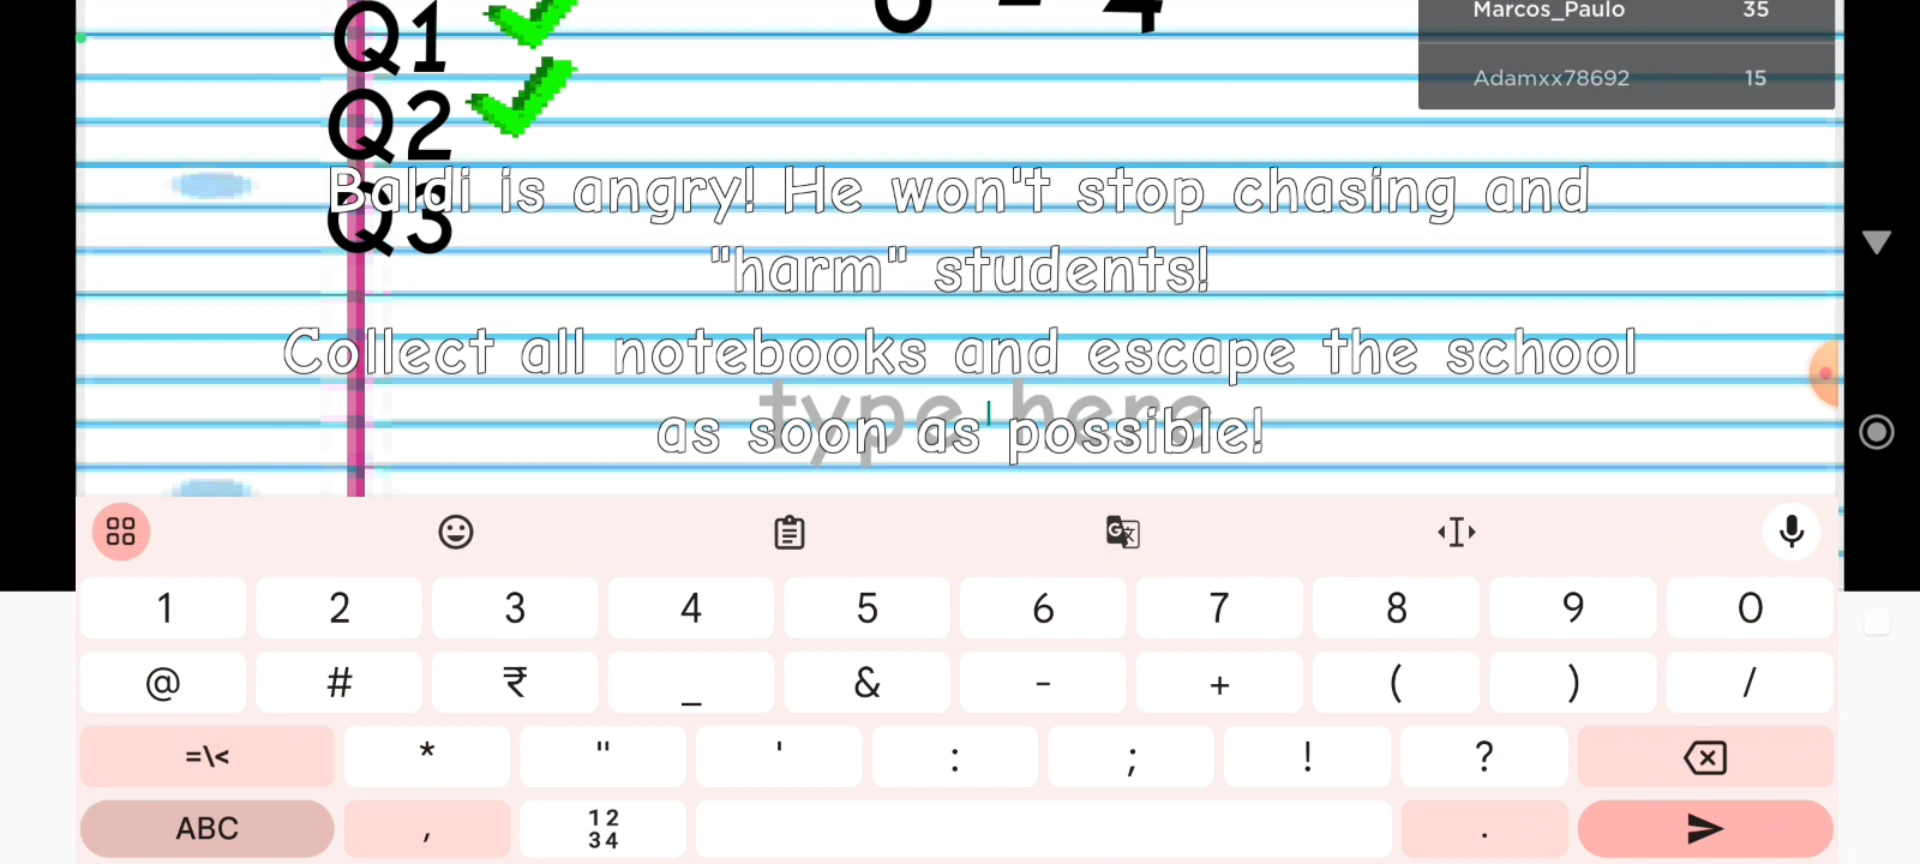 Marcos_Paulo 35
Adamxx78692 15
Q1
Q2
Q3
Baldi is angry! He won't stop chasing and
"harm" students!
Collect all notebooks and escape the school
as soon as possible!
type here
1 2 3 4 5 6 7 8 9 0
@ # ₹ _ & - + ( ) /
=\< * " ' : ; ! ?
ABC , 12 34 .